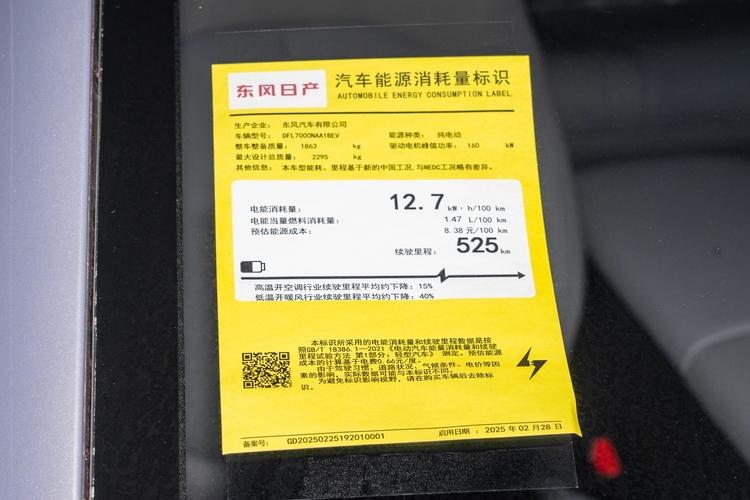 东风日产
汽车能源消耗量标识
AUTOMOBILE ENERGY CONSUMPTION LABEL
生产企业: 东风汽车有限公司
车辆型号: DFL7000NAA1BEV 能源种类: 纯电动
整车整备质量: 1863 kg 驱动电机峰值功率: 160 kW
最大设计总质量: 2295 kg
其他信息: 本车型能耗、里程基于新的中国工况,与NEDC工况略有差异。
电能消耗量: 12.7 kW·h/100 km
电能当量燃料消耗量: 1.47 L/100 km
预估能源成本: 8.38 元/100 km
续驶里程: 525 km
高温开空调行业续驶里程平均约下降: 15%
低温开暖风行业续驶里程平均约下降: 40%
本标识所采用的电能消耗量和续驶里程数据是按
照GB/T 18386.1—2021《电动汽车能量消耗量和续驶
里程试验方法 第1部分: 轻型汽车》 测定。预估能源
成本的计算基于电费0.66元/度。
由于驾驶习惯、道路状况、气候条件、电价等因
素的影响, 实际数据可能与本标识不同。
为避免标识影响视野, 请在购买车辆后去除标
识。
备案号: GD20250225192010001 启用日期: 2025 年 02 月 28 日